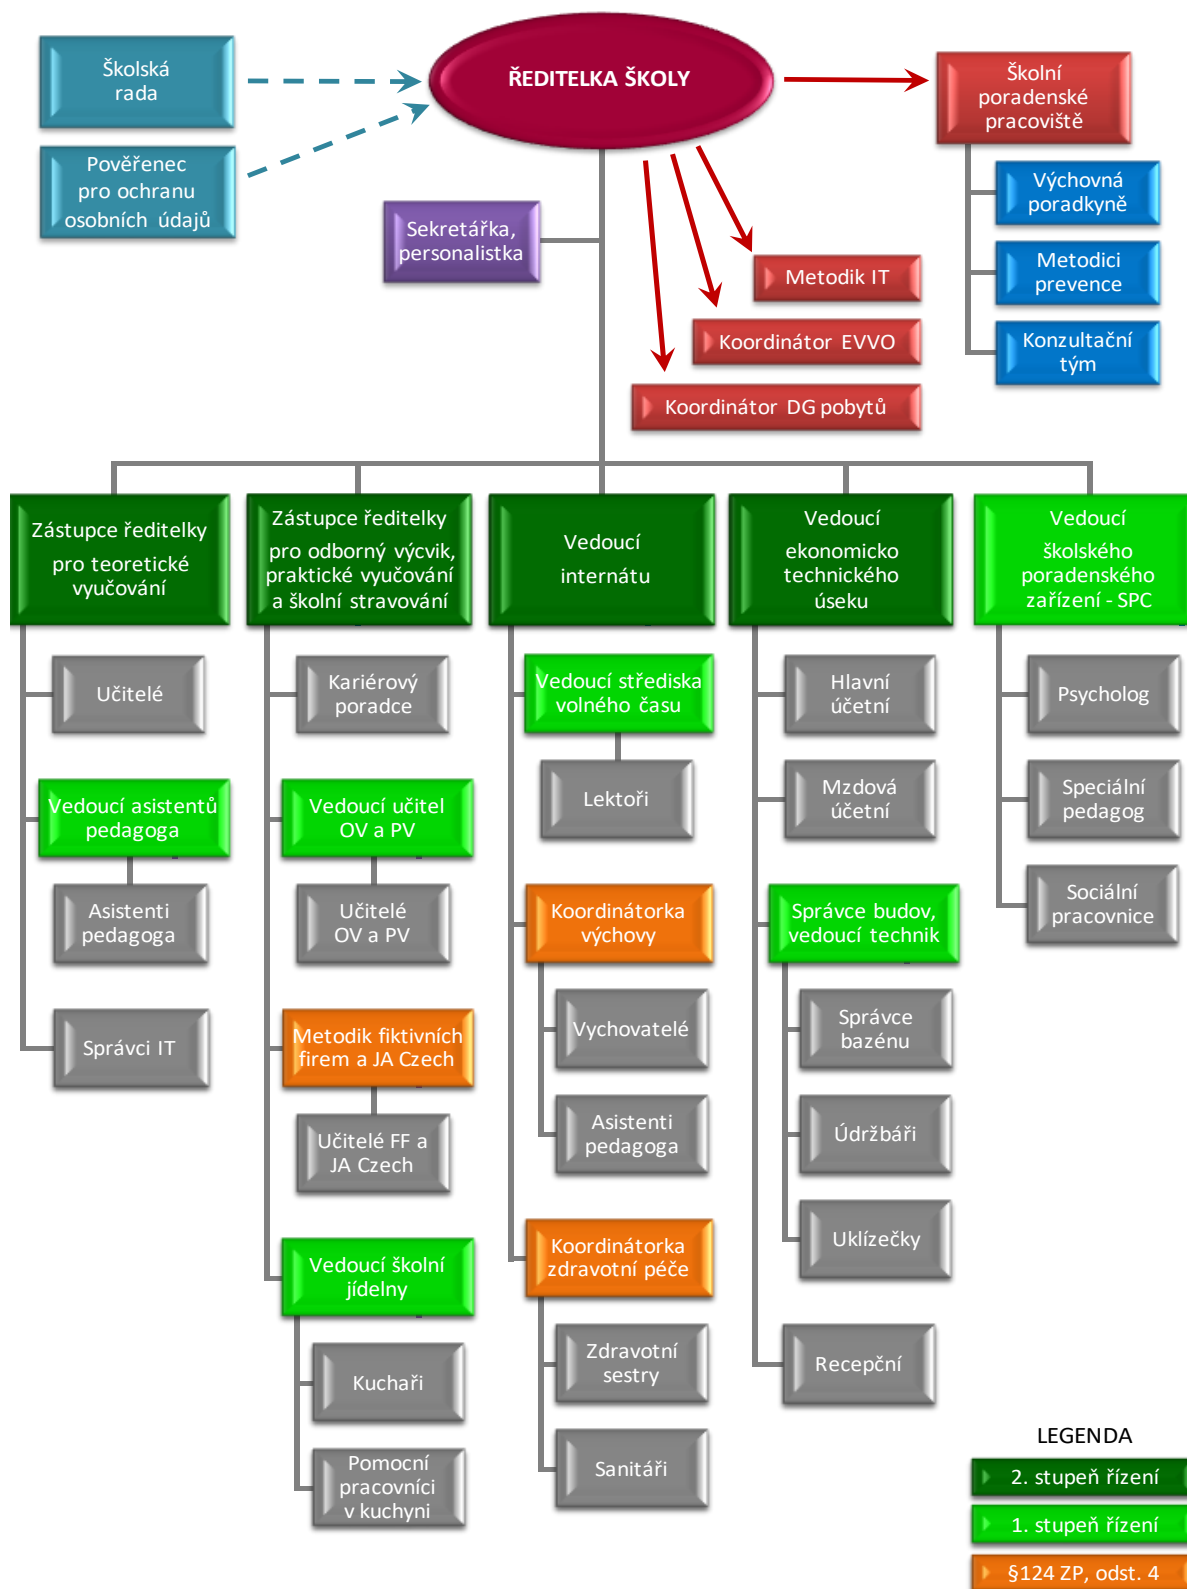 Školská
rada
ŘEDITELKA ŠKOLY
Školní
poradenské
pracoviště
Pověřenec
pro ochranu
osobních údajů
Výchovná
poradkyně
Sekretářka,
personalistka
Metodik IT
Metodici
prevence
Koordinátor EVVO
Konzultační
tým
Koordinátor DG pobytů
Zástupce ředitelky
pro teoretické
vyučování
Zástupce ředitelky
pro odborný výcvik,
praktické vyučování
a školní stravování
Vedoucí
internátu
Vedoucí
ekonomicko
technického
úseku
Vedoucí
školského
poradenského
zařízení - SPC
Učitelé
Kariérový
poradce
Vedoucí střediska
volného času
Hlavní
účetní
Psycholog
Vedoucí asistentů
pedagoga
Vedoucí učitel
OV a PV
Lektoři
Mzdová
účetní
Speciální
pedagog
Asistenti
pedagoga
Učitelé
OV a PV
Koordinátorka
výchovy
Správce budov,
vedoucí technik
Sociální
pracovnice
Správci IT
Metodik fiktivních
firem a JA Czech
Vychovatelé
Správce
bazénu
Učitelé FF a
JA Czech
Asistenti
pedagoga
Údržbáři
Vedoucí školní
jídelny
Koordinátorka
zdravotní péče
Uklízečky
Kuchaři
Zdravotní
sestry
Recepční
Pomocní
pracovníci
v kuchyni
Sanitáři
LEGENDA
2. stupeň řízení
1. stupeň řízení
§124 ZP, odst. 4